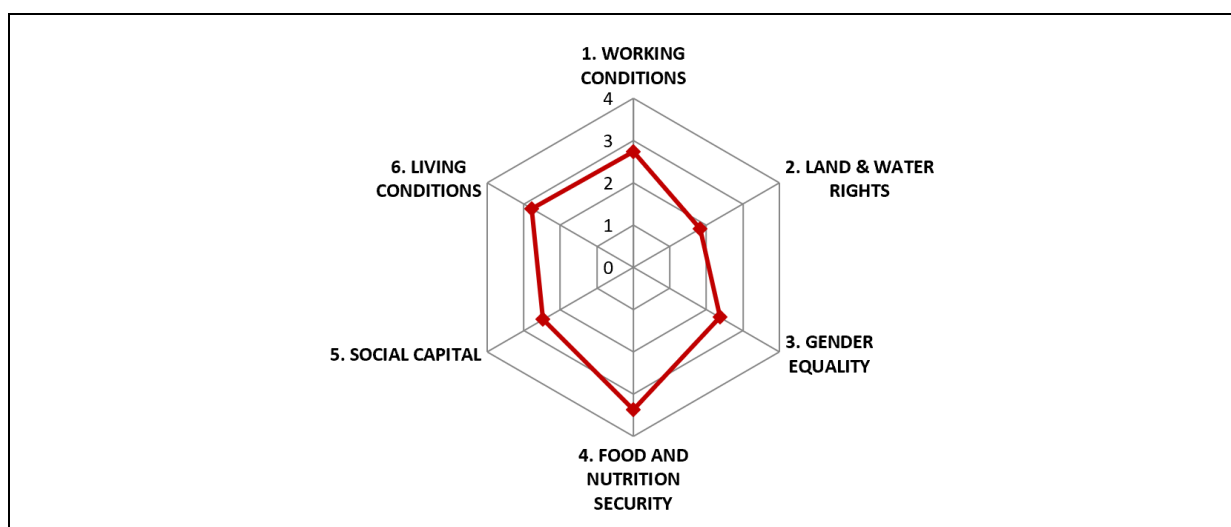 1. WORKING
CONDITIONS
4
3
2
1
0
2. LAND & WATER
RIGHTS
3. GENDER
EQUALITY
4. FOOD AND
NUTRITION
SECURITY
5. SOCIAL CAPITAL
6. LIVING
CONDITIONS